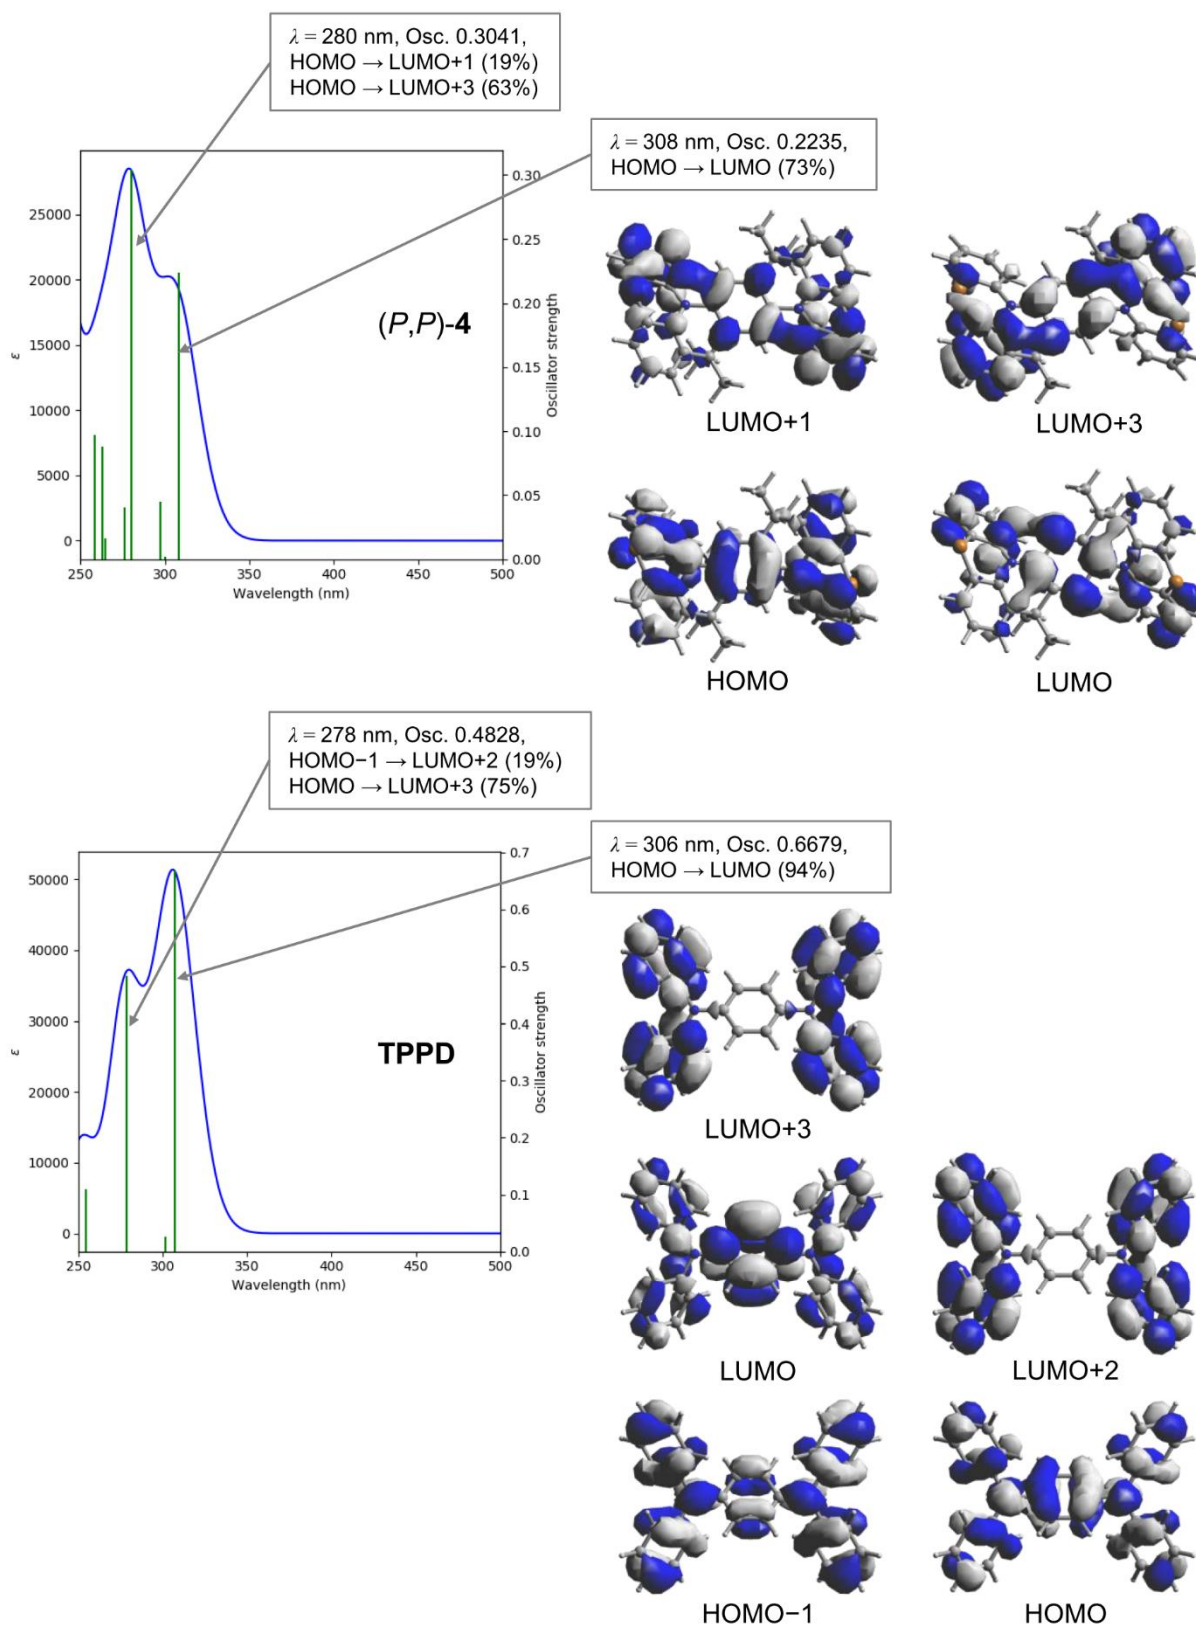 λ = 280 nm, Osc. 0.3041,
HOMO → LUMO+1 (19%)
HOMO → LUMO+3 (63%)
λ = 308 nm, Osc. 0.2235,
HOMO → LUMO (73%)
0.30
25000
0.25
20000
0.20
(P,P)-4
15000
0.15
ε
Oscillator strength
10000
0.10
5000
0.05
0
0.00
250 300 350 400 450 500
Wavelength (nm)
LUMO+1 LUMO+3
HOMO LUMO
λ = 278 nm, Osc. 0.4828,
HOMO−1 → LUMO+2 (19%)
HOMO → LUMO+3 (75%)
λ = 306 nm, Osc. 0.6679,
HOMO → LUMO (94%)
0.7
50000
0.6
40000
0.5
0.4
30000
TPPD
ε
Oscillator strength
0.3
20000
0.2
10000
0.1
0
0.0
250 300 350 400 450 500
Wavelength (nm)
LUMO+3
LUMO LUMO+2
HOMO−1 HOMO